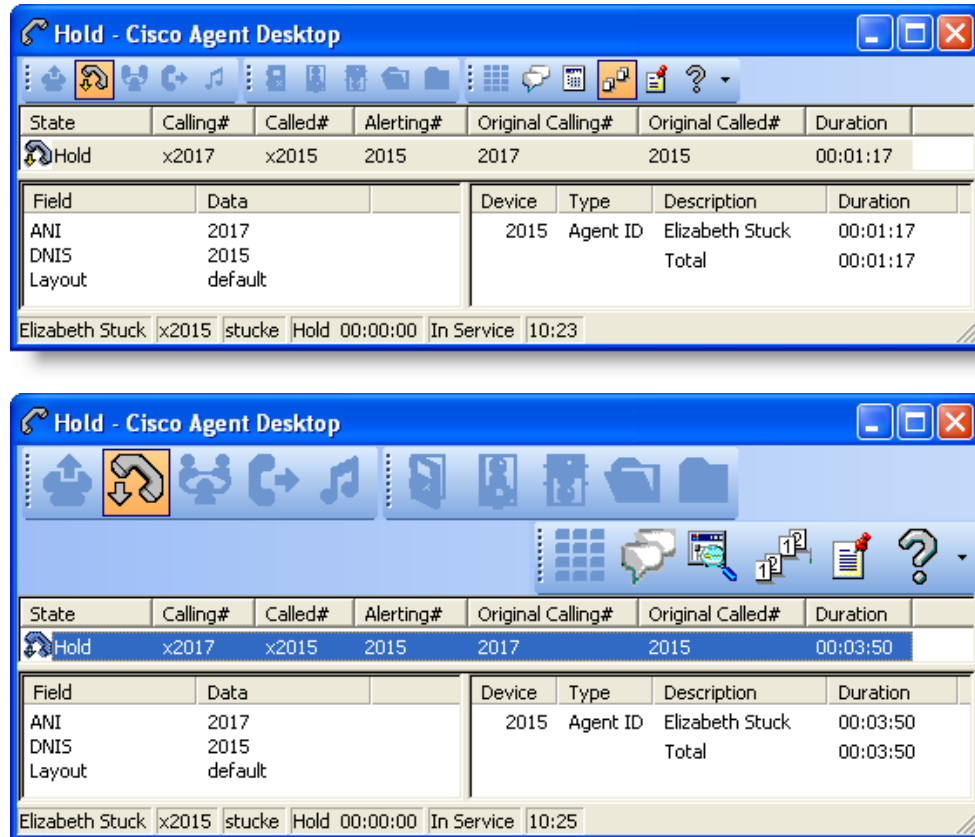 Hold - Cisco Agent Desktop
State Calling# Called# Alerting# Original Calling# Original Called# Duration
Hold x2017 x2015 2015 2017 2015 00:01:17
Field Data Device Type Description Duration
ANI 2017 2015 Agent ID Elizabeth Stuck 00:01:17
DNIS 2015 Total 00:01:17
Layout default
Elizabeth Stuck x2015 stucke Hold 00:00:00 In Service 10:23
Hold - Cisco Agent Desktop
State Calling# Called# Alerting# Original Calling# Original Called# Duration
Hold x2017 x2015 2015 2017 2015 00:03:50
Field Data Device Type Description Duration
ANI 2017 2015 Agent ID Elizabeth Stuck 00:03:50
DNIS 2015 Total 00:03:50
Layout default
Elizabeth Stuck x2015 stucke Hold 00:00:00 In Service 10:25